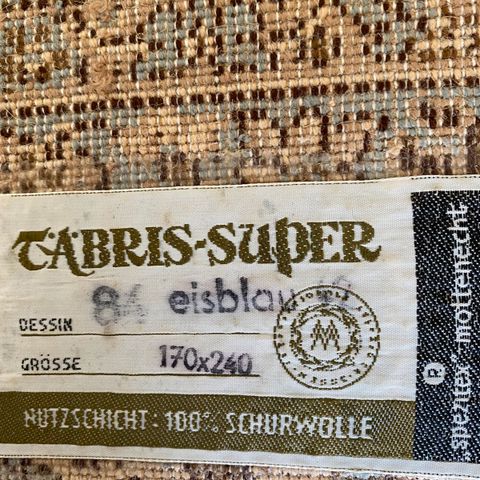 TÄBRIS-SUPER
DESSIN 84 eisblau
GRÖSSE 170x240
NUTZSCHICHT: 100% SCHURWOLLE
® mottenecht